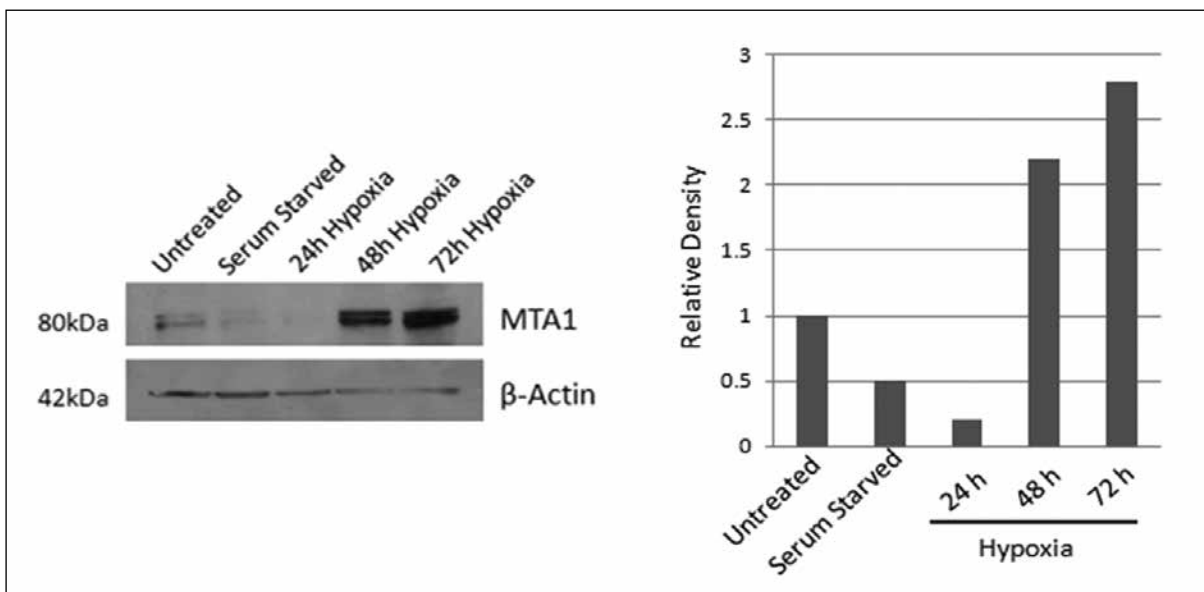 Untreated
Serum Starved
24h Hypoxia
48h Hypoxia
72h Hypoxia
80kDa
MTA1
42kDa
β-Actin
Relative Density
3
2.5
2
1.5
1
0.5
0
Untreated
Serum Starved
24 h
48 h
72 h
Hypoxia